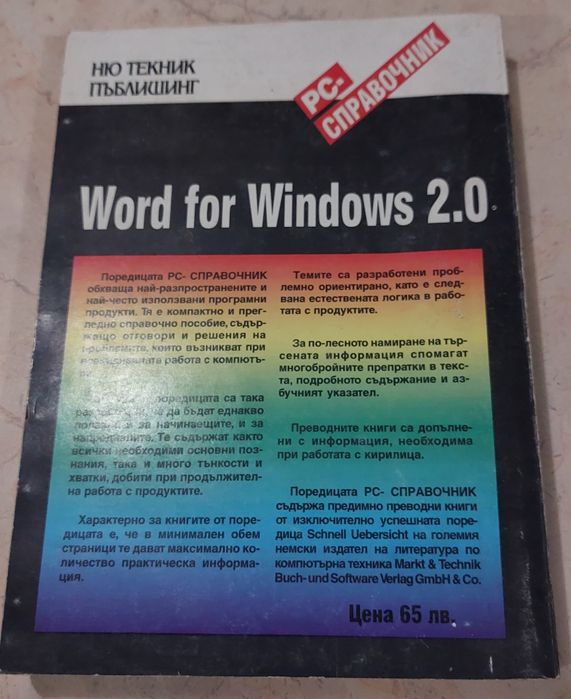 НЮ ТЕКНИК
ПЪБЛИШИНГ
PC-
СПРАВОЧНИК
Word for Windows 2.0
Поредицата PC- СПРАВОЧНИК
обхваща най-разпространените и
най-често използвани програмни
продукти. Тя е компактно и прег-
ледно справочно пособие, съдър-
жащо отговори и решения на
проблемите, които възникват при
работа с компютъ-
поредицата са така
да бъдат еднакво
и за начинаещите, и за
напредналите. Те съдържат както
всички необходими основни поз-
нания, така и много тънкости и
хватки, добити при продължител-
на работа с продуктите.
Характерно за книгите от поре-
дицата е, че в минимален обем
страници те дават максимално ко-
личество практическа информа-
ция.
Темите са разработени проб-
лемно ориентирано, като е след-
вана естествената логика в рабо-
тата с продуктите.
За по-лесното намиране на тър-
сената информация спомагат
многобройните препратки в текс-
та, подробното съдържание и аз-
бучният указател.
Преводните книги са допълне-
ни с информация, необходима
при работата с кирилица.
Поредицата PC- СПРАВОЧНИК
съдържа предимно преводни книги
от изключително успешната поре-
дица Schnell Uebersicht на големия
немски издател на литература по
компютърна техника Markt & Technik
Buch- und Software Verlag GmbH & Co.
Цена 65 лв.